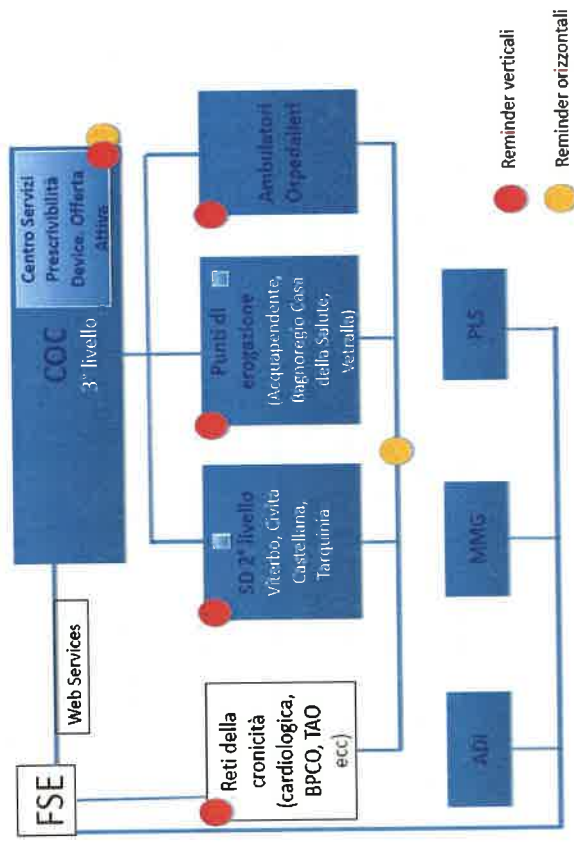 FSE
Web Services
COC
3° livello
Centro Servizi
Prescrivibilità
Device. Offerta
Attiva
Reti della
cronicità
(cardiologica,
BPCO, TAO
ecc)
SD 2° livello
Viterbo, Civita
Castellana,
Tarquinia
Punti di
erogazione
(Acquapendente,
Bagnoregio Casa
della Salute,
Vetralla)
Ambulatori
Ospedalieri
ADI
MMG
PLS
Reminder verticali
Reminder orizzontali